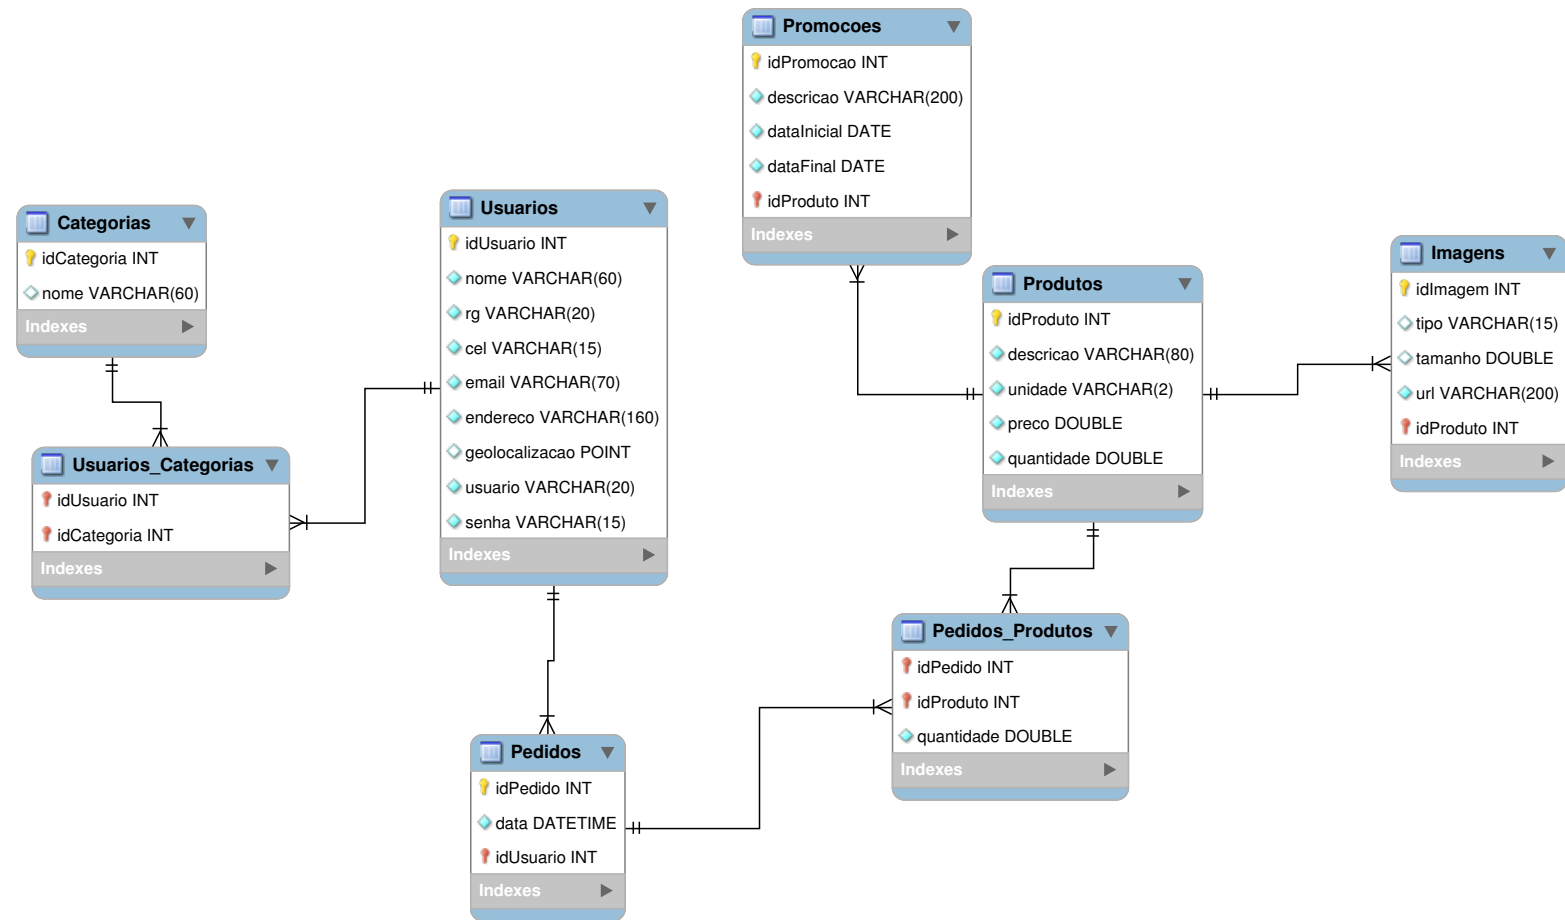 Promocoes
idPromocao INT
descricao VARCHAR(200)
dataInicial DATE
dataFinal DATE
idProduto INT
Indexes
Categorias
idCategoria INT
nome VARCHAR(60)
Indexes
Usuarios
idUsuario INT
nome VARCHAR(60)
rg VARCHAR(20)
cel VARCHAR(15)
email VARCHAR(70)
endereco VARCHAR(160)
geolocalizacao POINT
usuario VARCHAR(20)
senha VARCHAR(15)
Indexes
Produtos
idProduto INT
descricao VARCHAR(80)
unidade VARCHAR(2)
preco DOUBLE
quantidade DOUBLE
Indexes
Imagens
idImagem INT
tipo VARCHAR(15)
tamanho DOUBLE
url VARCHAR(200)
idProduto INT
Indexes
Usuarios_Categorias
idUsuario INT
idCategoria INT
Indexes
Pedidos_Produtos
idPedido INT
idProduto INT
quantidade DOUBLE
Indexes
Pedidos
idPedido INT
data DATETIME
idUsuario INT
Indexes